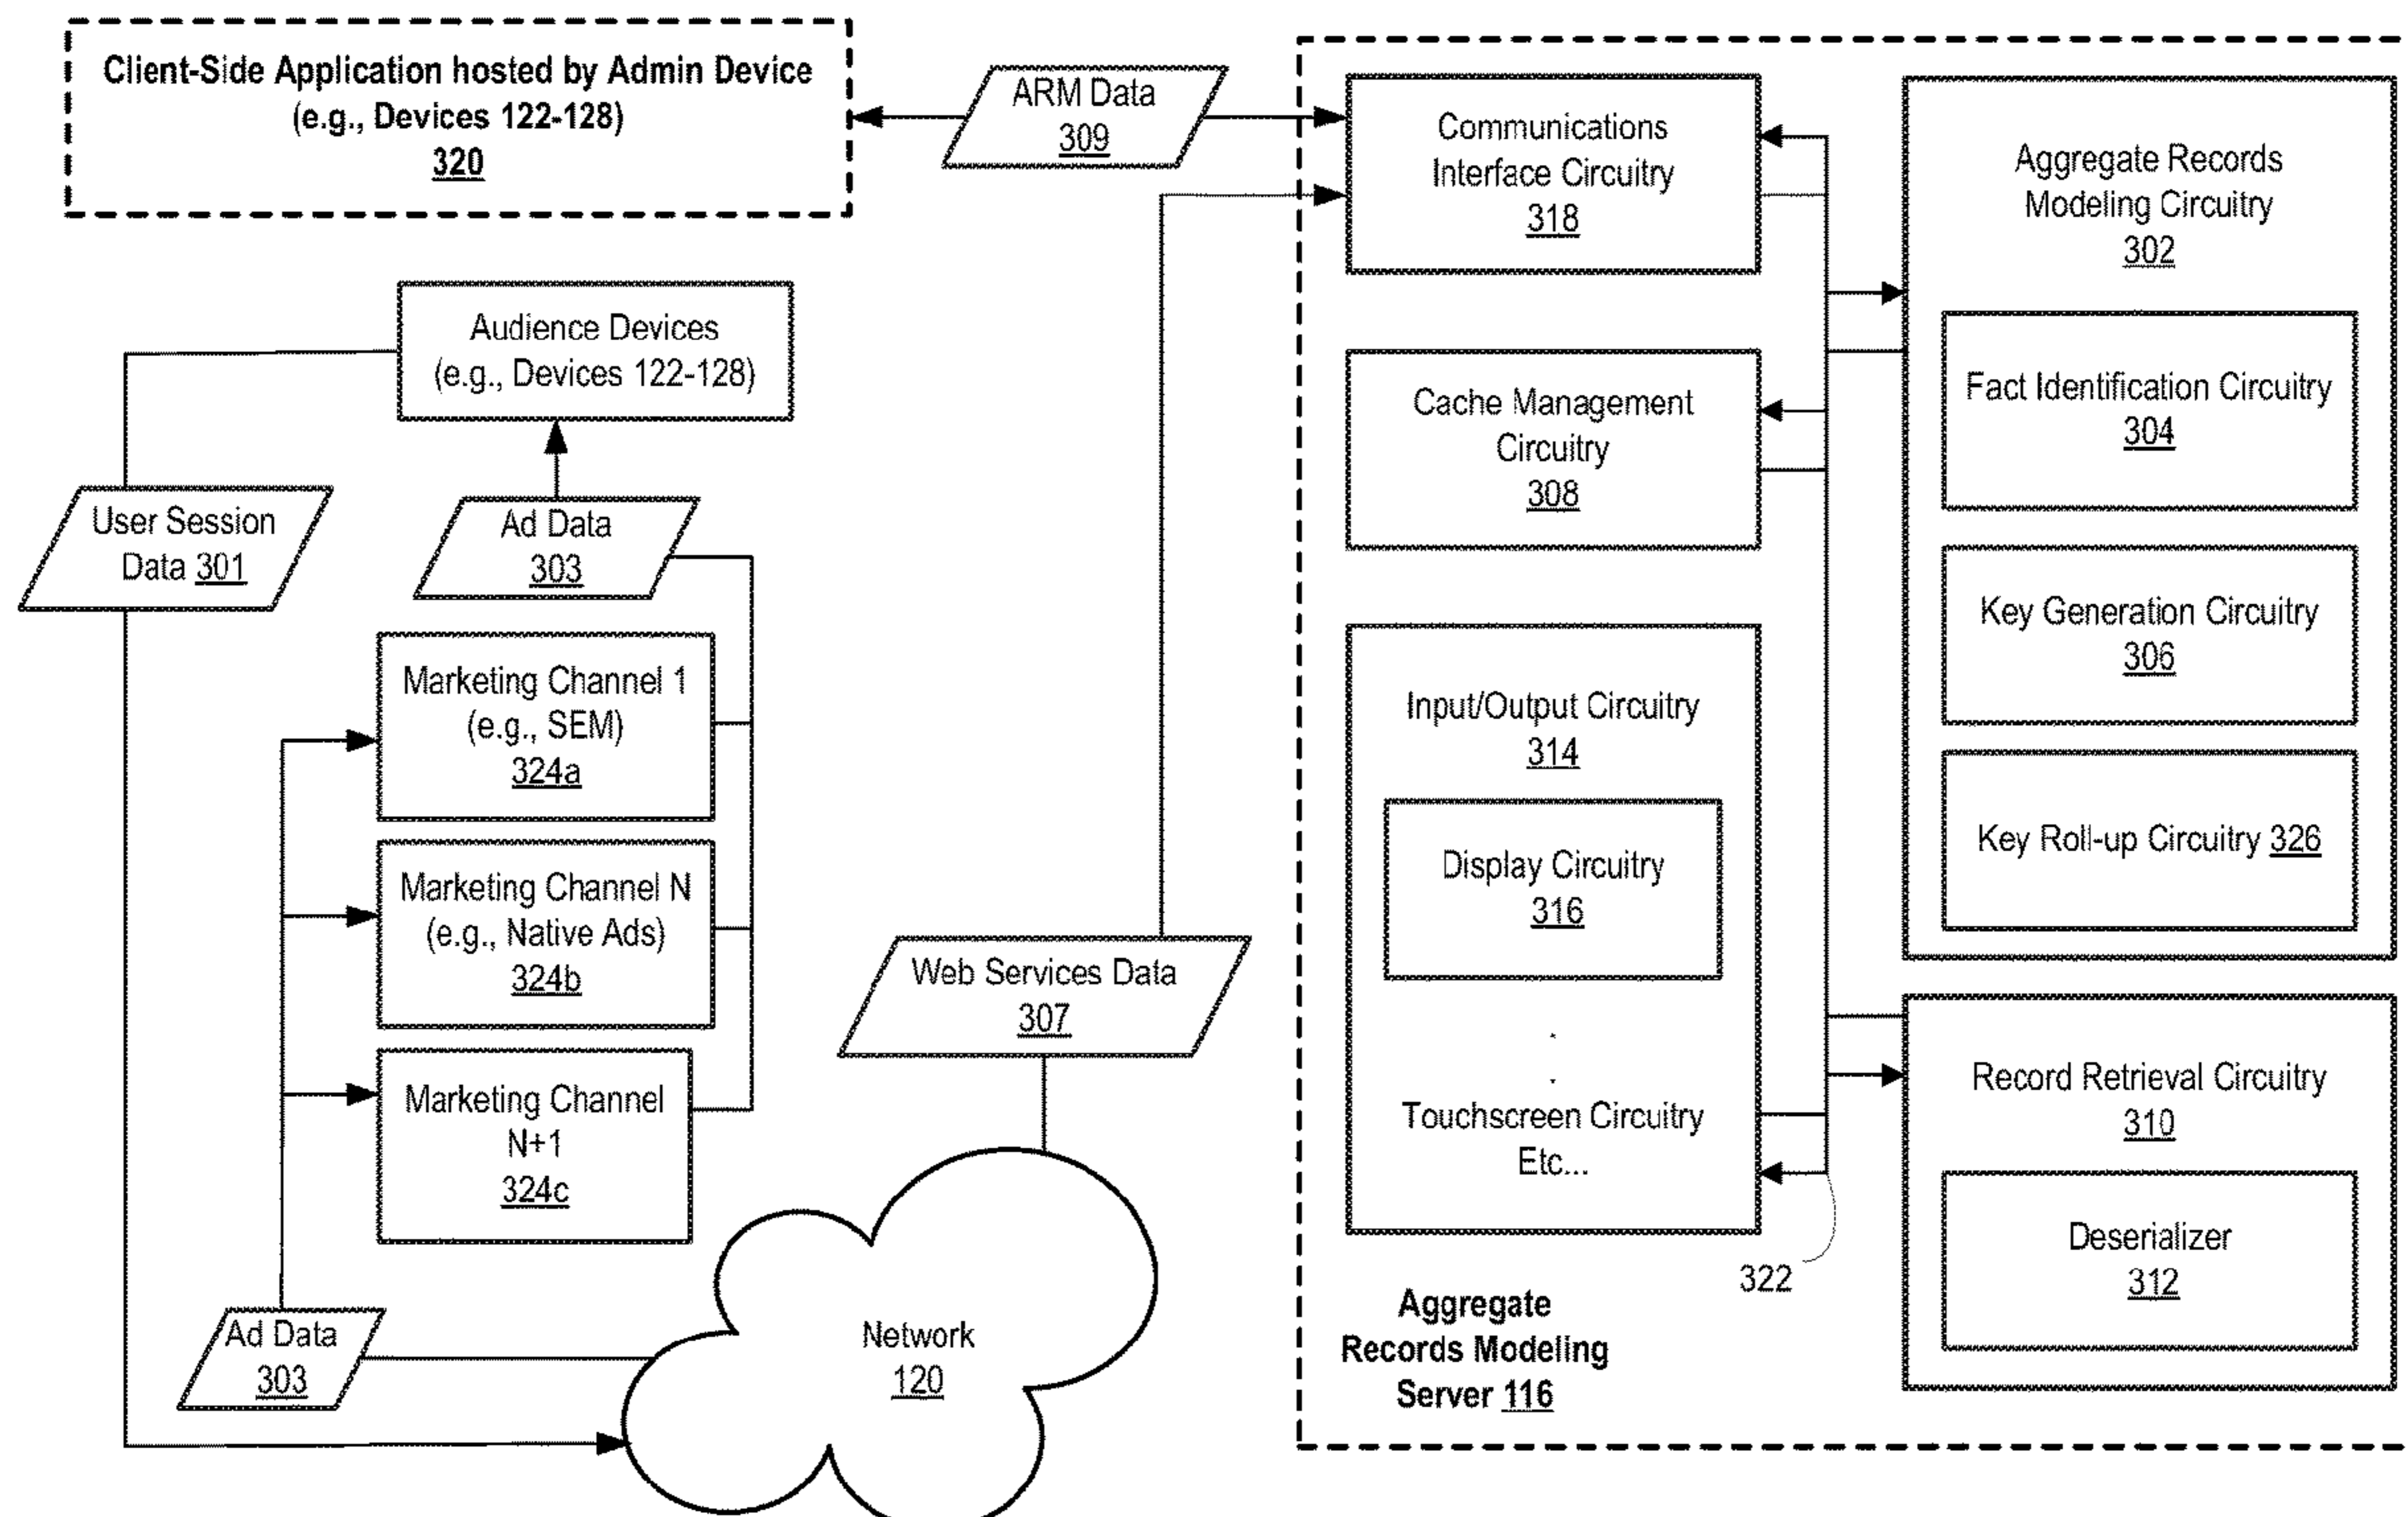 Client-Side Application hosted by Admin Device
(e.g., Devices 122-128)
320
ARM Data
309
Audience Devices
(e.g., Devices 122-128)
User Session
Data 301
Ad Data
303
Marketing Channel 1
(e.g., SEM)
324a
Marketing Channel N
(e.g., Native Ads)
324b
Marketing Channel
N+1
324c
Ad Data
303
Web Services Data
307
Network
120
Communications
Interface Circuitry
318
Cache Management
Circuitry
308
Input/Output Circuitry
314
Display Circuitry
316
.
.
Touchscreen Circuitry
Etc...
322
Aggregate
Records Modeling
Server 116
Aggregate Records
Modeling Circuitry
302
Fact Identification Circuitry
304
Key Generation Circuitry
306
Key Roll-up Circuitry 326
Record Retrieval Circuitry
310
Deserializer
312